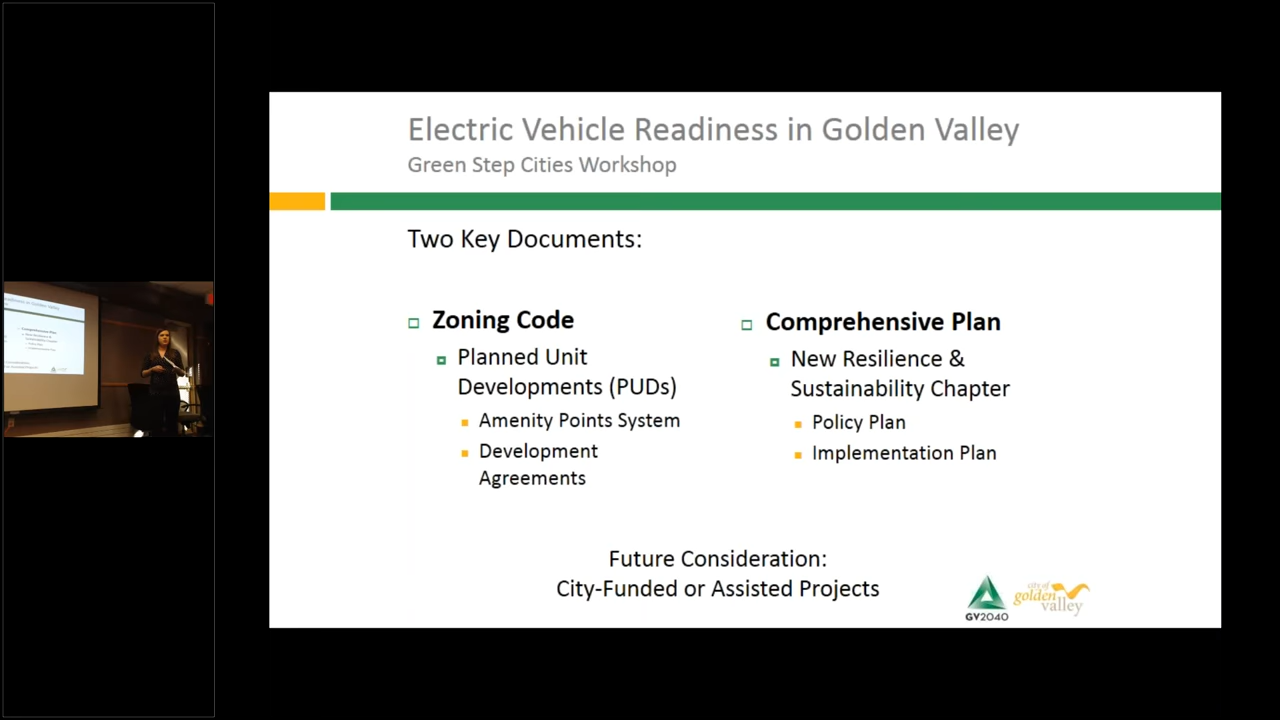 Electric Vehicle Readiness in Golden Valley
Green Step Cities Workshop
Two Key Documents:
Zoning Code
Planned Unit
Developments (PUDs)
Amenity Points System
Development
Agreements
Comprehensive Plan
New Resilience &
Sustainability Chapter
Policy Plan
Implementation Plan
Future Consideration:
City-Funded or Assisted Projects
GV2040
city of
golden
valley